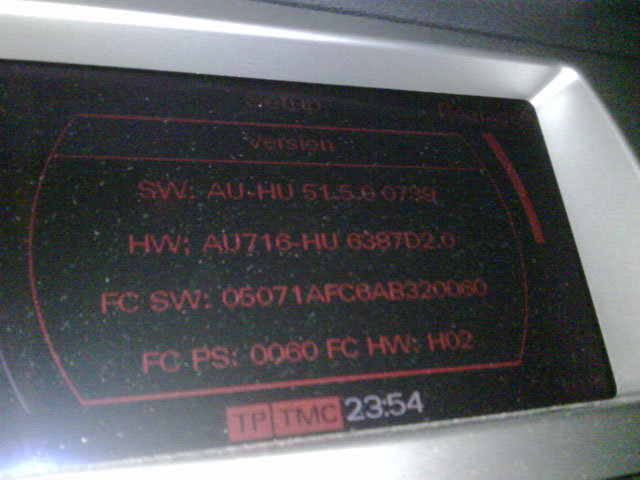 Setup
Version
SW: AU-HU 51.5.6 0739
HW: AU716-HU 6387D2.0
FC SW: 05071AFC6AB320060
FC PS: 0060 FC HW: H02
TP TMC 23:54